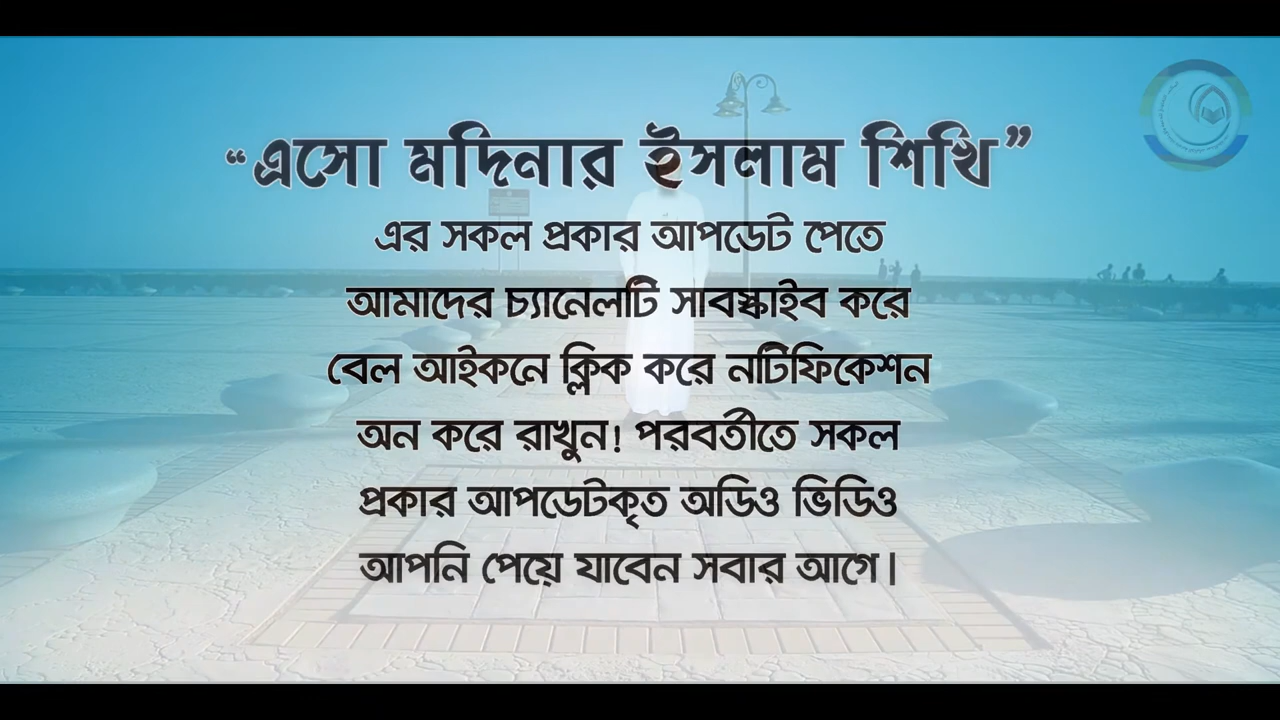 “এসো মদিনার ইসলাম শিখি”
এর সকল প্রকার আপডেট পেতে
আমাদের চ্যানেলটি সাবস্ক্রাইব করে
বেল আইকনে ক্লিক করে নটিফিকেশন
অন করে রাখুন! পরবর্তীতে সকল
প্রকার আপডেটকৃত অডিও ভিডিও
আপনি পেয়ে যাবেন সবার আগে।